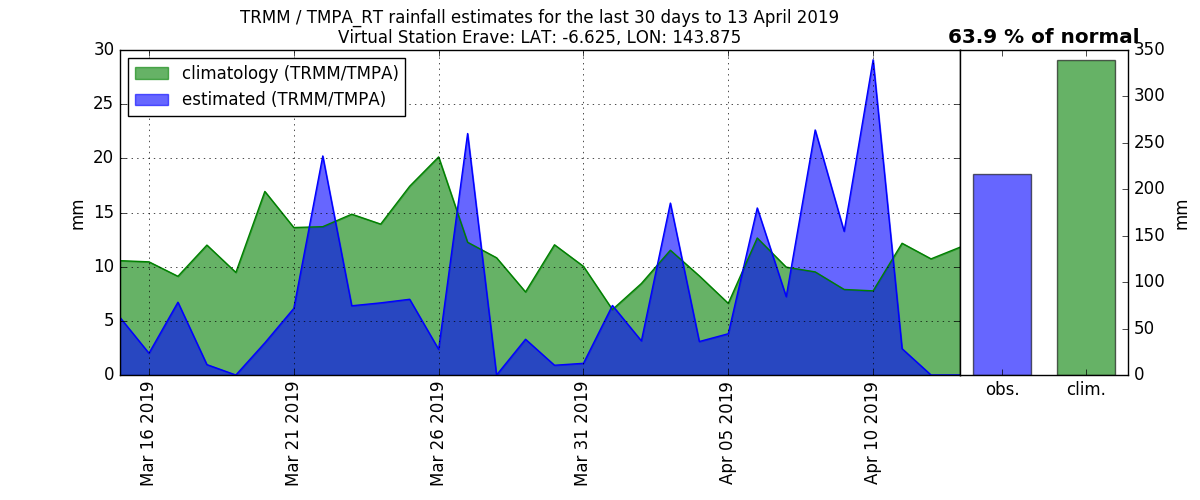 TRMM / TMPA_RT rainfall estimates for the last 30 days to 13 April 2019
Virtual Station Erave: LAT: -6.625, LON: 143.875
63.9 % of normal
climatology (TRMM/TMPA)
estimated (TRMM/TMPA)
mm
30
25
20
15
10
5
0
Mar 16 2019
Mar 21 2019
Mar 26 2019
Mar 31 2019
Apr 05 2019
Apr 10 2019
obs.
clim.
350
300
250
200
150
100
50
0
mm